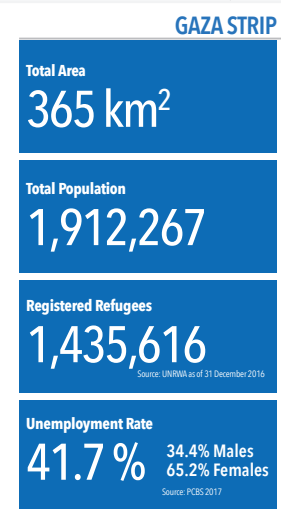 GAZA STRIP
Total Area
365 km²
Total Population
1,912,267
Registered Refugees
1,435,616
Source: UNRWA as of 31 December 2016
Unemployment Rate
41.7 %
34.4% Males
65.2% Females
Source: PCBS 2017